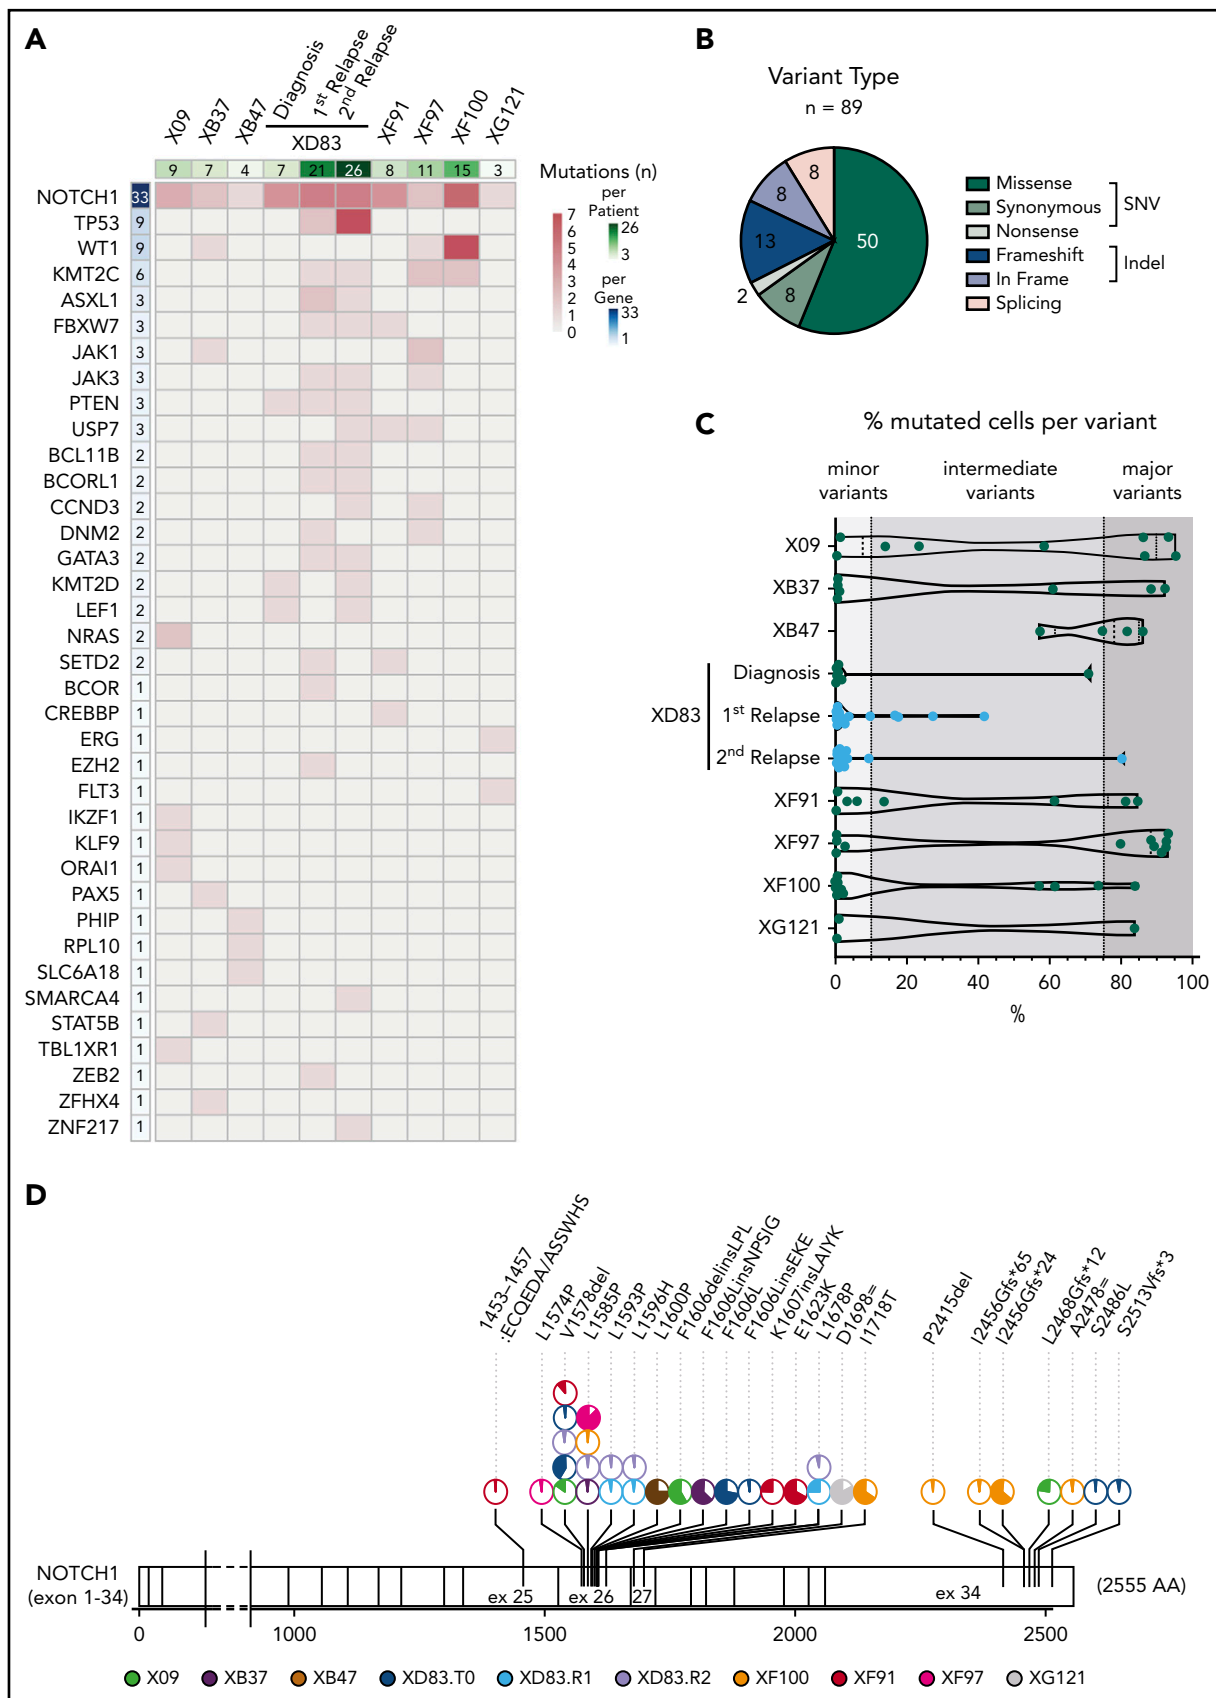 A
X09
XB37
XB47
Diagnosis
1st Relapse
2nd Relapse
XD83
XF91
XF97
XF100
XG121
9 7 4 7 21 26 8 11 15 3
NOTCH1 33
TP53 9
WT1 9
KMT2C 6
ASXL1 3
FBXW7 3
JAK1 3
JAK3 3
PTEN 3
USP7 3
BCL11B 2
BCORL1 2
CCND3 2
DNM2 2
GATA3 2
KMT2D 2
LEF1 2
NRAS 2
SETD2 2
BCOR 1
CREBBP 1
ERG 1
EZH2 1
FLT3 1
IKZF1 1
KLF9 1
ORAI1 1
PAX5 1
PHIP 1
RPL10 1
SLC6A18 1
SMARCA4 1
STAT5B 1
TBL1XR1 1
ZEB2 1
ZFHX4 1
ZNF217 1
Mutations (n)
7
6
5
4
3
2
1
0
per
Patient
26
3
per
Gene
33
1
B
Variant Type
n = 89
8
8
13
2
8
50
Missense
Synonymous
Nonsense
Frameshift
In Frame
Splicing
SNV
Indel
C
% mutated cells per variant
minor variants
intermediate variants
major variants
X09
XB37
XB47
XD83
Diagnosis
1st Relapse
2nd Relapse
XF91
XF97
XF100
XG121
0 20 40 60 80 100
%
D
1453–1457
:ECQEDA/ASSWHS
L1574P
V1578del
L1585P
L1593P
L1596H
L1600P
F1606delinsLPL
F1606LinsNPSIG
F1606L
F1606LinsEKE
K1607insLAIYK
E1623K
L1678P
D1698=
I1718T
P2415del
I2456Gfs*65
I2456Gfs*24
L2468Gfs*12
A2478=
S2486L
S2513Vfs*3
NOTCH1
(exon 1-34)
ex 25
ex 26
27
ex 34
(2555 AA)
0 1000 1500 2000 2500
X09 XB37 XB47 XD83.T0 XD83.R1 XD83.R2 XF100 XF91 XF97 XG121